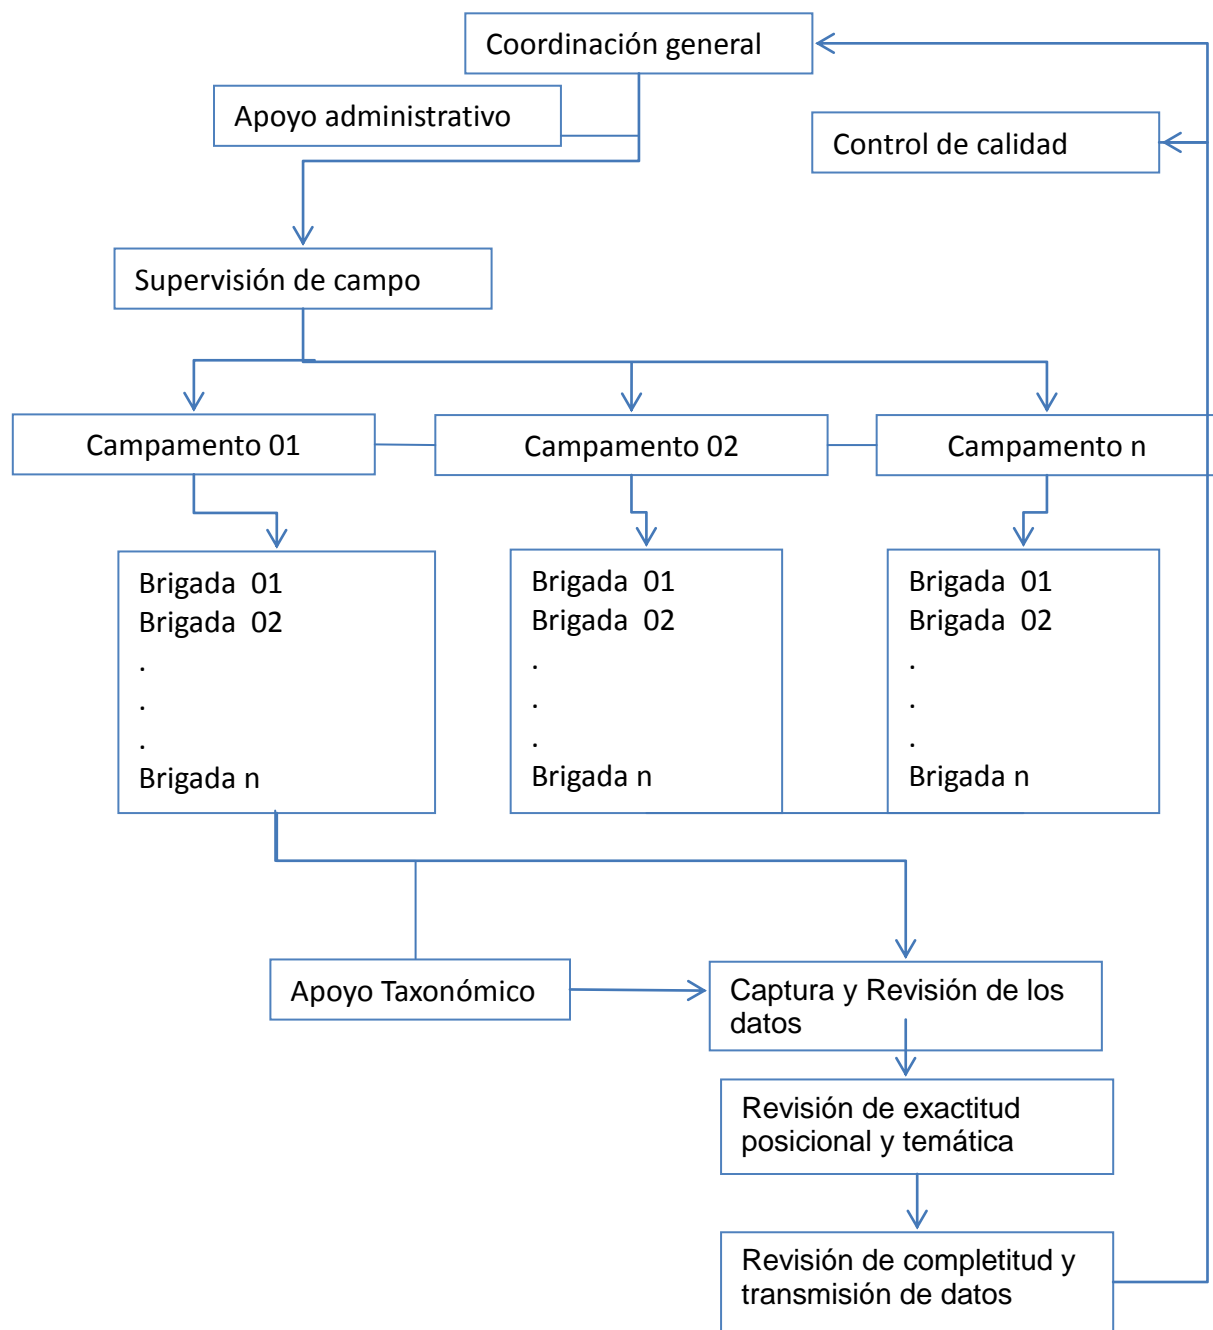 Coordinación general
Apoyo administrativo
Control de calidad
Supervisión de campo
Campamento 01
Campamento 02
Campamento n
Brigada  01
Brigada  02
.
.
.
Brigada n
Brigada  01
Brigada  02
.
.
.
Brigada n
Brigada  01
Brigada  02
.
.
.
Brigada n
Apoyo Taxonómico
Captura y Revisión de los
datos
Revisión de exactitud
posicional y temática
Revisión de completitud y
transmisión de datos